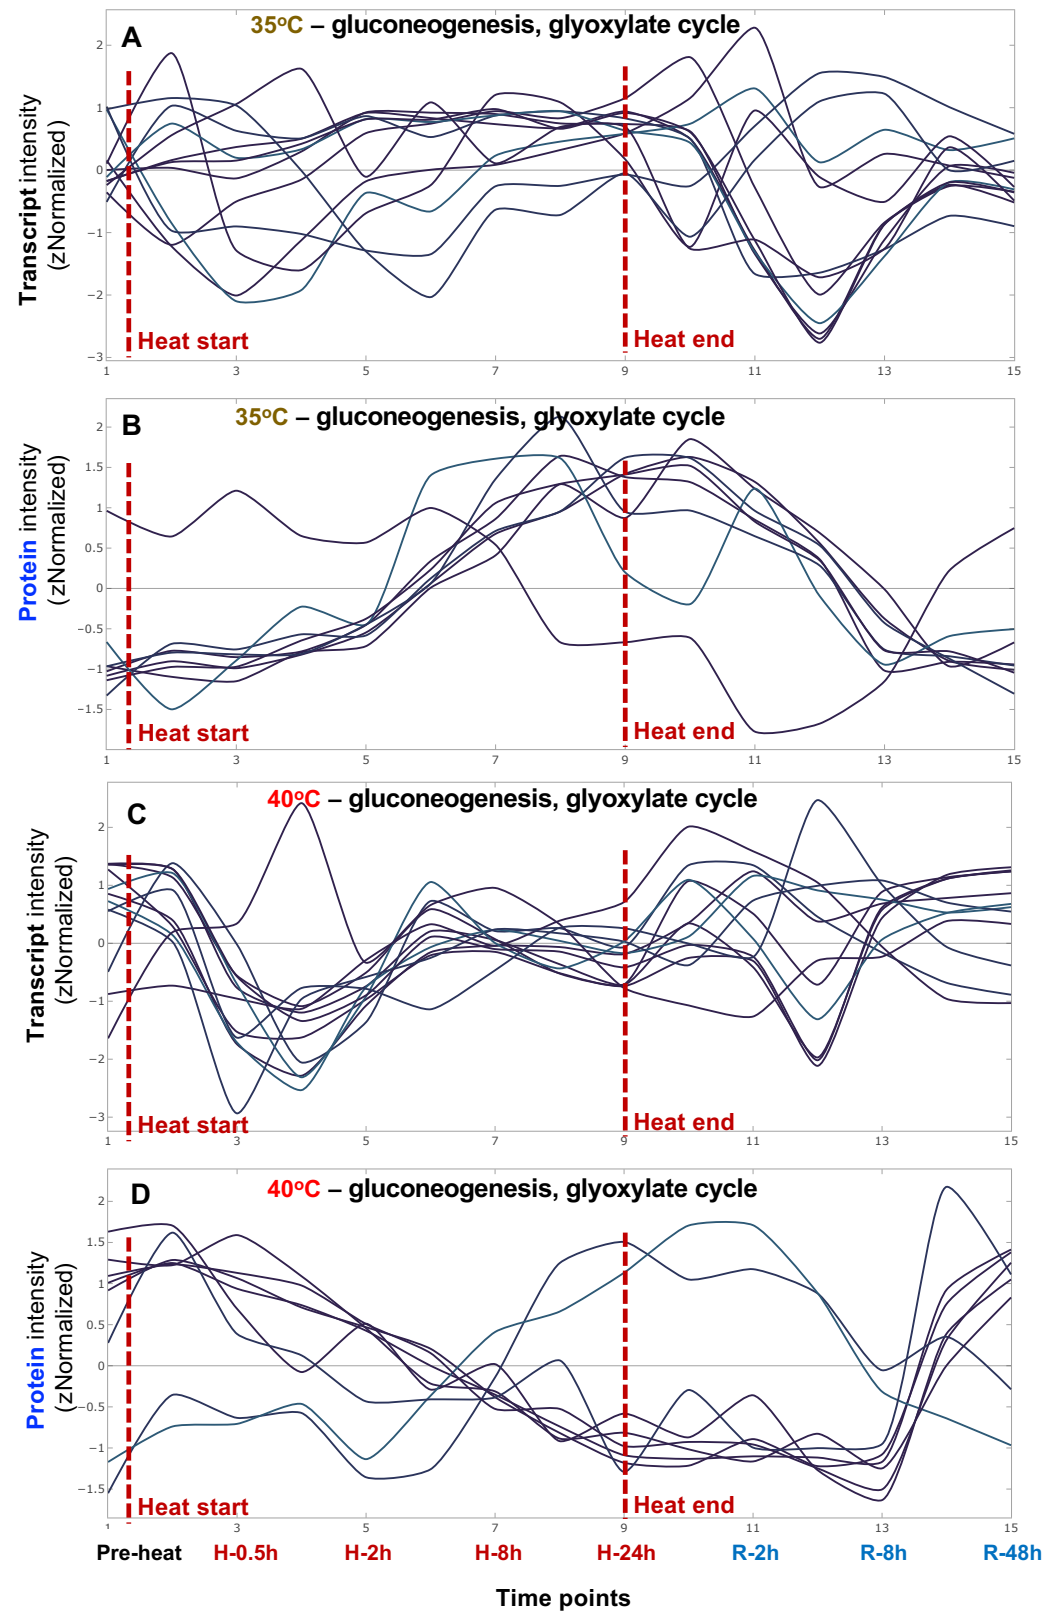 A
35oC – gluconeogenesis, glyoxylate cycle
Transcript intensity
(zNormalized)
2
1
0
−1
−2
−3
Heat start
Heat end
1 3 5 7 9 11 13 15
B
35oC – gluconeogenesis, glyoxylate cycle
Protein intensity
(zNormalized)
2
1.5
1
0.5
0
−0.5
−1
−1.5
Heat start
Heat end
1 3 5 7 9 11 13 15
C
40oC – gluconeogenesis, glyoxylate cycle
Transcript intensity
(zNormalized)
2
1
0
−1
−2
−3
Heat start
Heat end
1 3 5 7 9 11 13 15
D
40oC – gluconeogenesis, glyoxylate cycle
Protein intensity
(zNormalized)
2
1.5
1
0.5
0
−0.5
−1
−1.5
Heat start
Heat end
1 3 5 7 9 11 13 15
Pre-heat H-0.5h H-2h H-8h H-24h R-2h R-8h R-48h
Time points